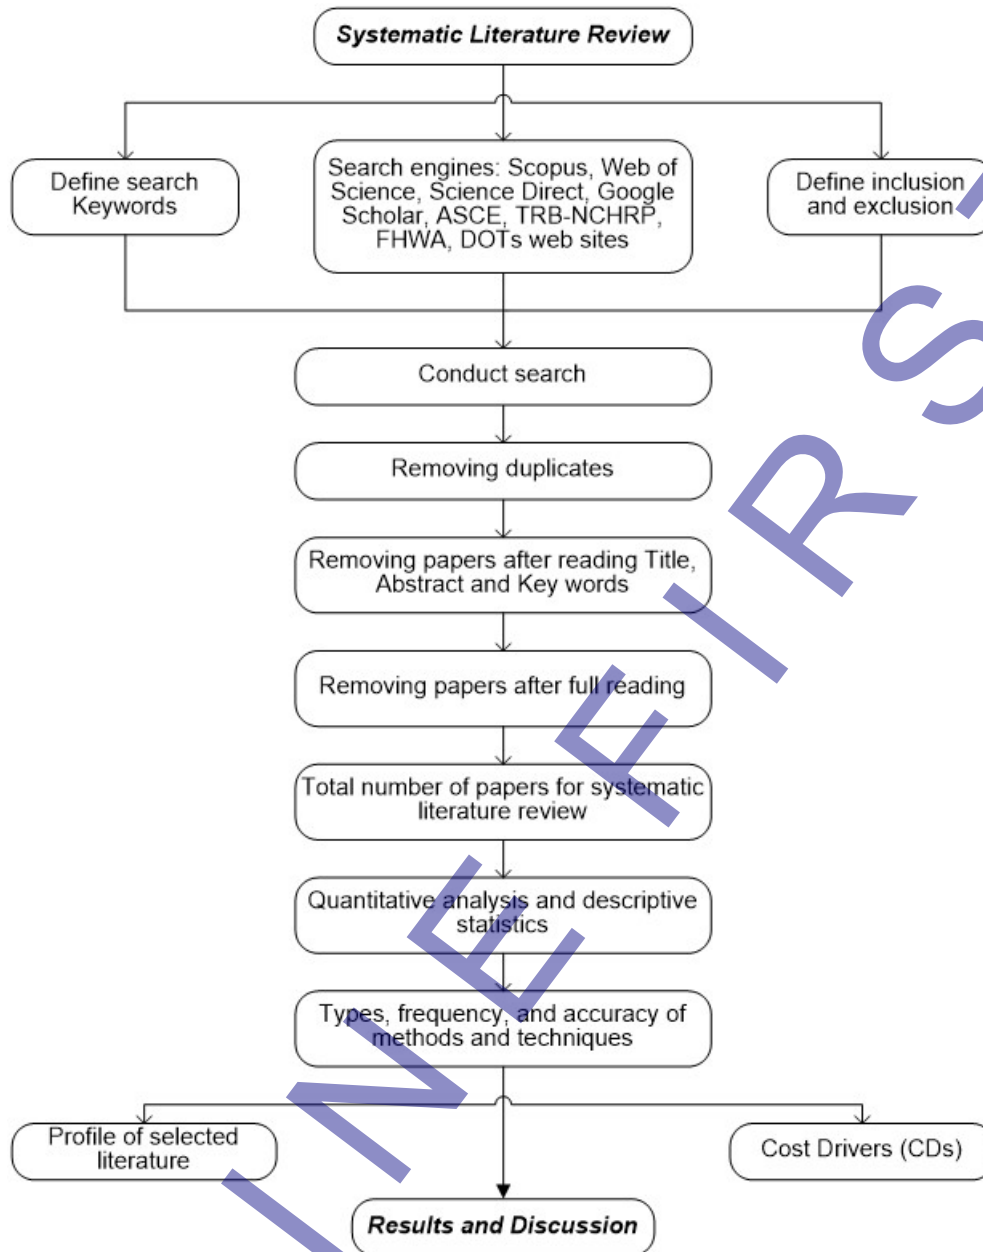 Systematic Literature Review
Define search
Keywords
Search engines: Scopus, Web of
Science, Science Direct, Google
Scholar, ASCE, TRB-NCHRP,
FHWA, DOTs web sites
Define inclusion
and exclusion
Conduct search
Removing duplicates
Removing papers after reading Title,
Abstract and Key words
Removing papers after full reading
Total number of papers for systematic
literature review
Quantitative analysis and descriptive
statistics
Types, frequency, and accuracy of
methods and techniques
Profile of selected
literature
Cost Drivers (CDs)
Results and Discussion
INE FIRS